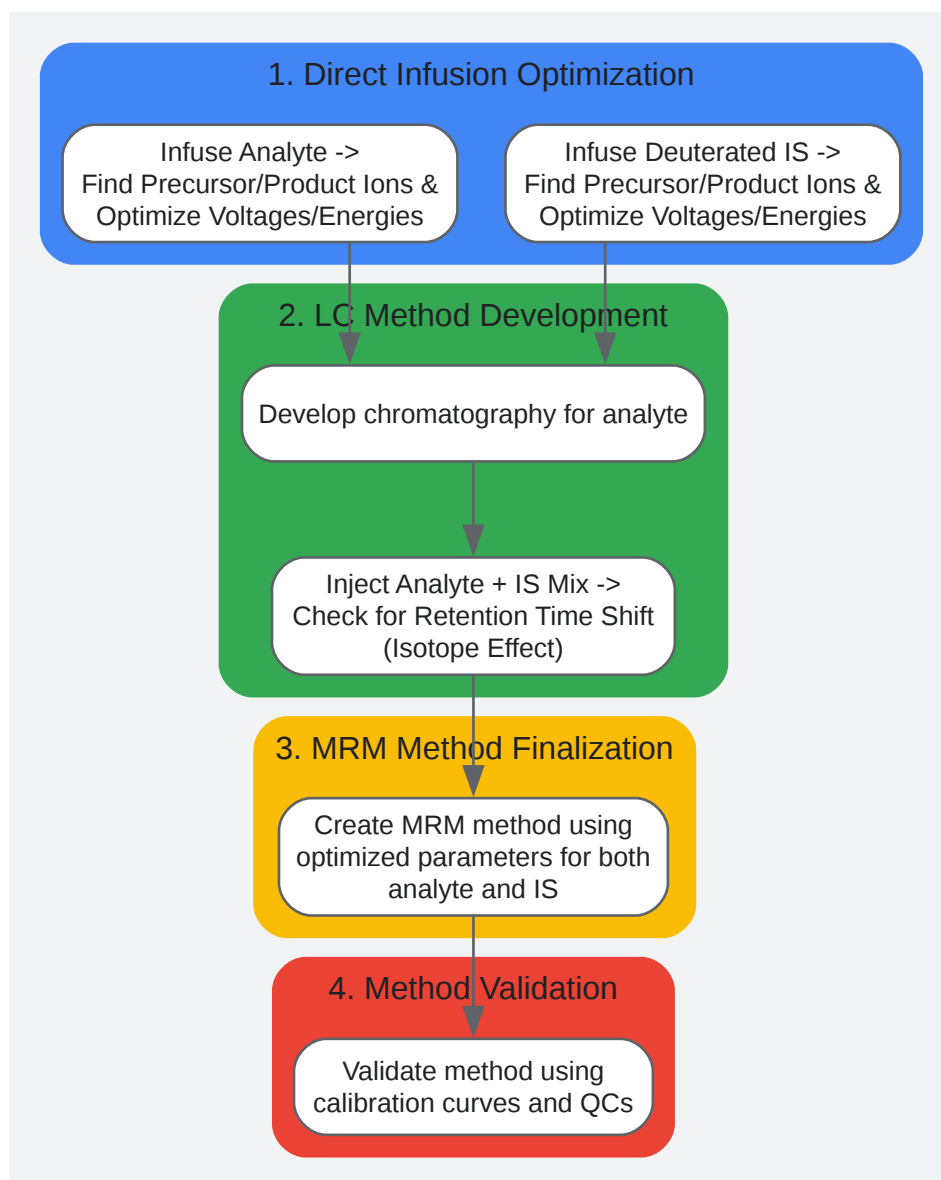 1. Direct Infusion Optimization
Infuse Analyte ->
Find Precursor/Product Ions &
Optimize Voltages/Energies
Infuse Deuterated IS ->
Find Precursor/Product Ions &
Optimize Voltages/Energies
2. LC Method Development
Develop chromatography for analyte
Inject Analyte + IS Mix ->
Check for Retention Time Shift
(Isotope Effect)
3. MRM Method Finalization
Create MRM method using
optimized parameters for both
analyte and IS
4. Method Validation
Validate method using
calibration curves and QCs